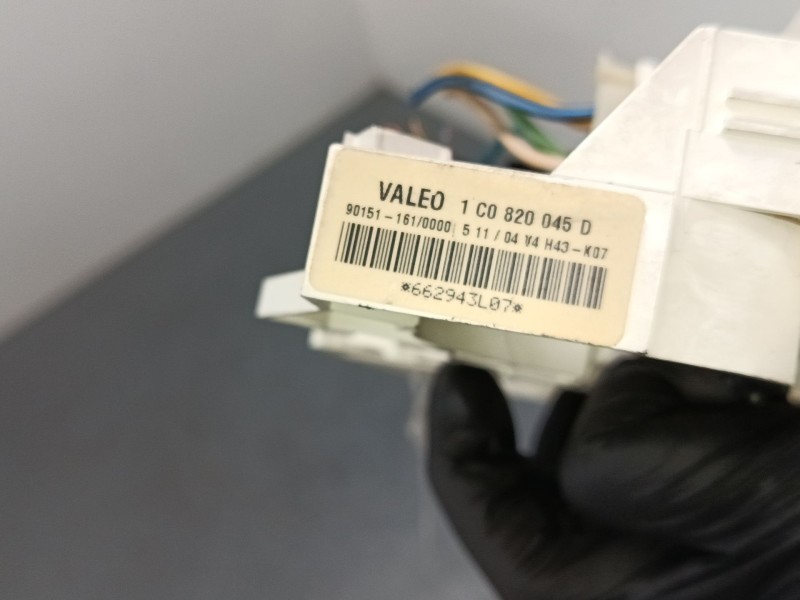 VALEO 1 C0 820 045 D
90151-161/0000 5 11 / 04 V4 H43-K07
*662943L07*